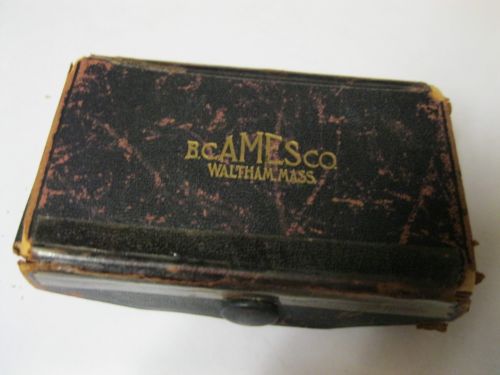 B.C. AMES CO.
WALTHAM, MASS.